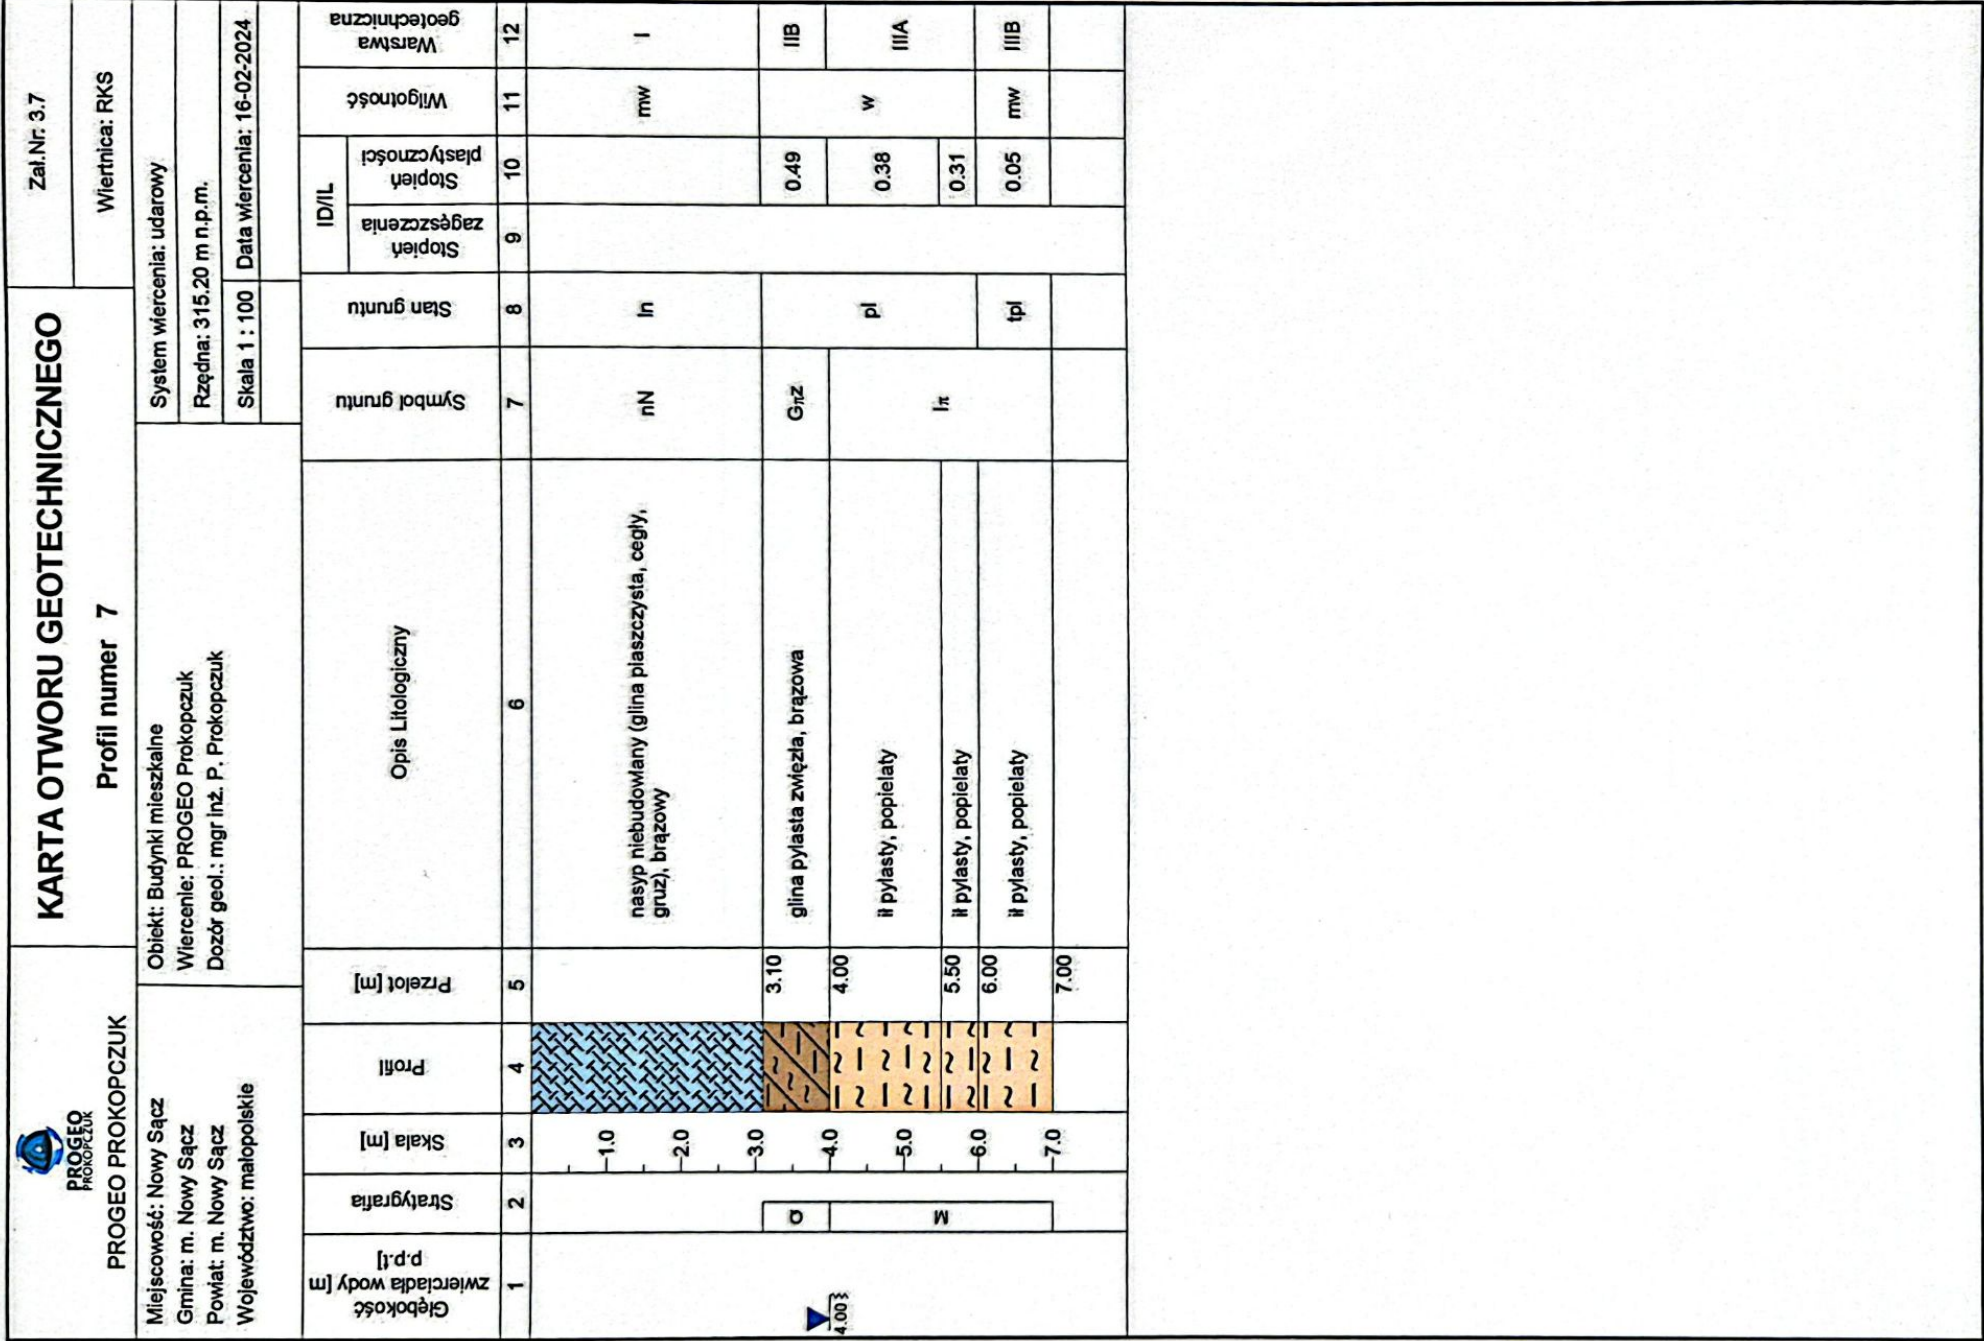 PROGEO
PROKOPCZUK
PROGEO PROKOPCZUK
KARTA OTWORU GEOTECHNICZNEGO
Profil numer 7
Zał.Nr: 3.7
Wiertnica: RKS
Miejscowość: Nowy Sącz
Gmina: m. Nowy Sącz
Powiat: m. Nowy Sącz
Województwo: małopolskie
Obiekt: Budynki mieszkalne
Wiercenie: PROGEO Prokopczuk
Dozór geol.: mgr inż. P. Prokopczuk
System wiercenia: udarowy
Rzędna: 315.20 m n.p.m.
Skala 1 : 100
Data wiercenia: 16-02-2024
Głębokość
zwierciadła wody [m
p.p.t]
Stratygrafia
Skala [m]
Profil
Przelot [m]
Opis Litologiczny
Symbol gruntu
Stan gruntu
ID/IL
Stopień
zagęszczenia
Stopień
plastyczności
Wilgotność
Warstwa
geotechniczna
1
2
3
4
5
6
7
8
9
10
11
12
nasyp niebudowany (glina piaszczysta, cegły,
gruz), brązowy
nN
ln
mw
I
1.0
2.0
3.0
3.10
Q
glina pylasta zwięzła, brązowa
GπZ
pl
0.49
w
IIB
4.00
4.0
4.00
M
ił pylasty, popielaty
Iπ
0.38
IIIA
5.0
5.50
ił pylasty, popielaty
0.31
6.0
6.00
ił pylasty, popielaty
tpl
0.05
mw
IIIB
7.0
7.00